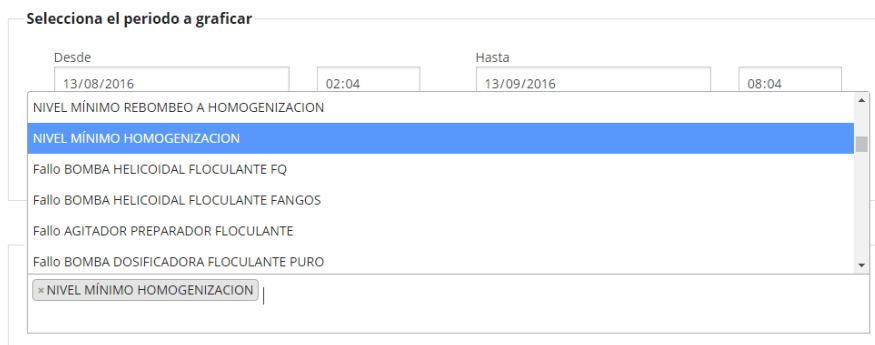 Selecciona el periodo a graficar
Desde Hasta
13/08/2016 02:04 13/09/2016 08:04
NIVEL MÍNIMO REBOMBEO A HOMOGENIZACION
NIVEL MÍNIMO HOMOGENIZACION
Fallo BOMBA HELICOIDAL FLOCULANTE FQ
Fallo BOMBA HELICOIDAL FLOCULANTE FANGOS
Fallo AGITADOR PREPARADOR FLOCULANTE
Fallo BOMBA DOSIFICADORA FLOCULANTE PURO
× NIVEL MÍNIMO HOMOGENIZACION